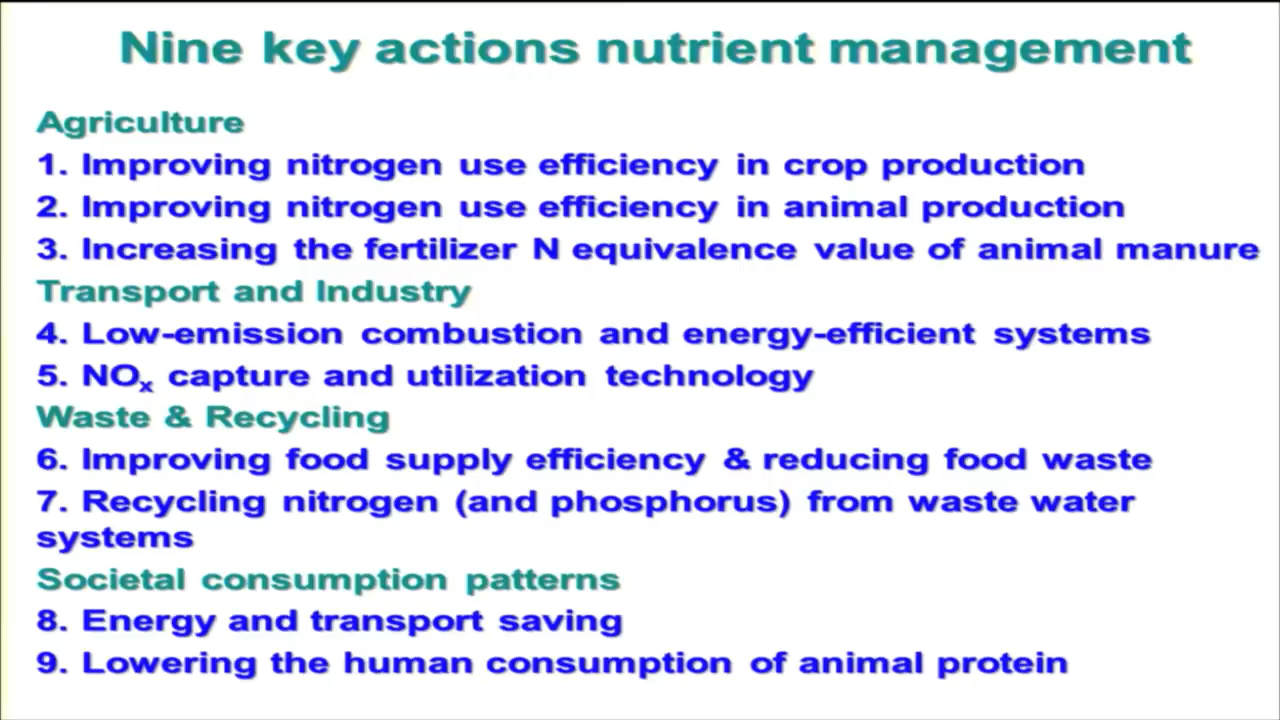 Nine key actions nutrient management
Agriculture
1. Improving nitrogen use efficiency in crop production
2. Improving nitrogen use efficiency in animal production
3. Increasing the fertilizer N equivalence value of animal manure
Transport and Industry
4. Low-emission combustion and energy-efficient systems
5. NOx capture and utilization technology
Waste & Recycling
6. Improving food supply efficiency & reducing food waste
7. Recycling nitrogen (and phosphorus) from waste water
systems
Societal consumption patterns
8. Energy and transport saving
9. Lowering the human consumption of animal protein